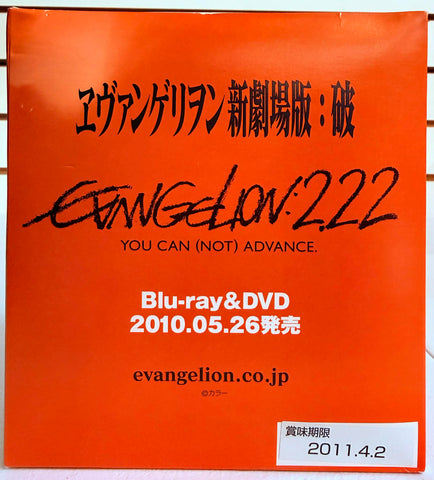 ヱヴァンゲリヲン新劇場版：破
EVANGELION:2.22
YOU CAN (NOT) ADVANCE.
Blu-ray&DVD
2010.05.26発売
evangelion.co.jp
©カラー
賞味期限
2011.4.2